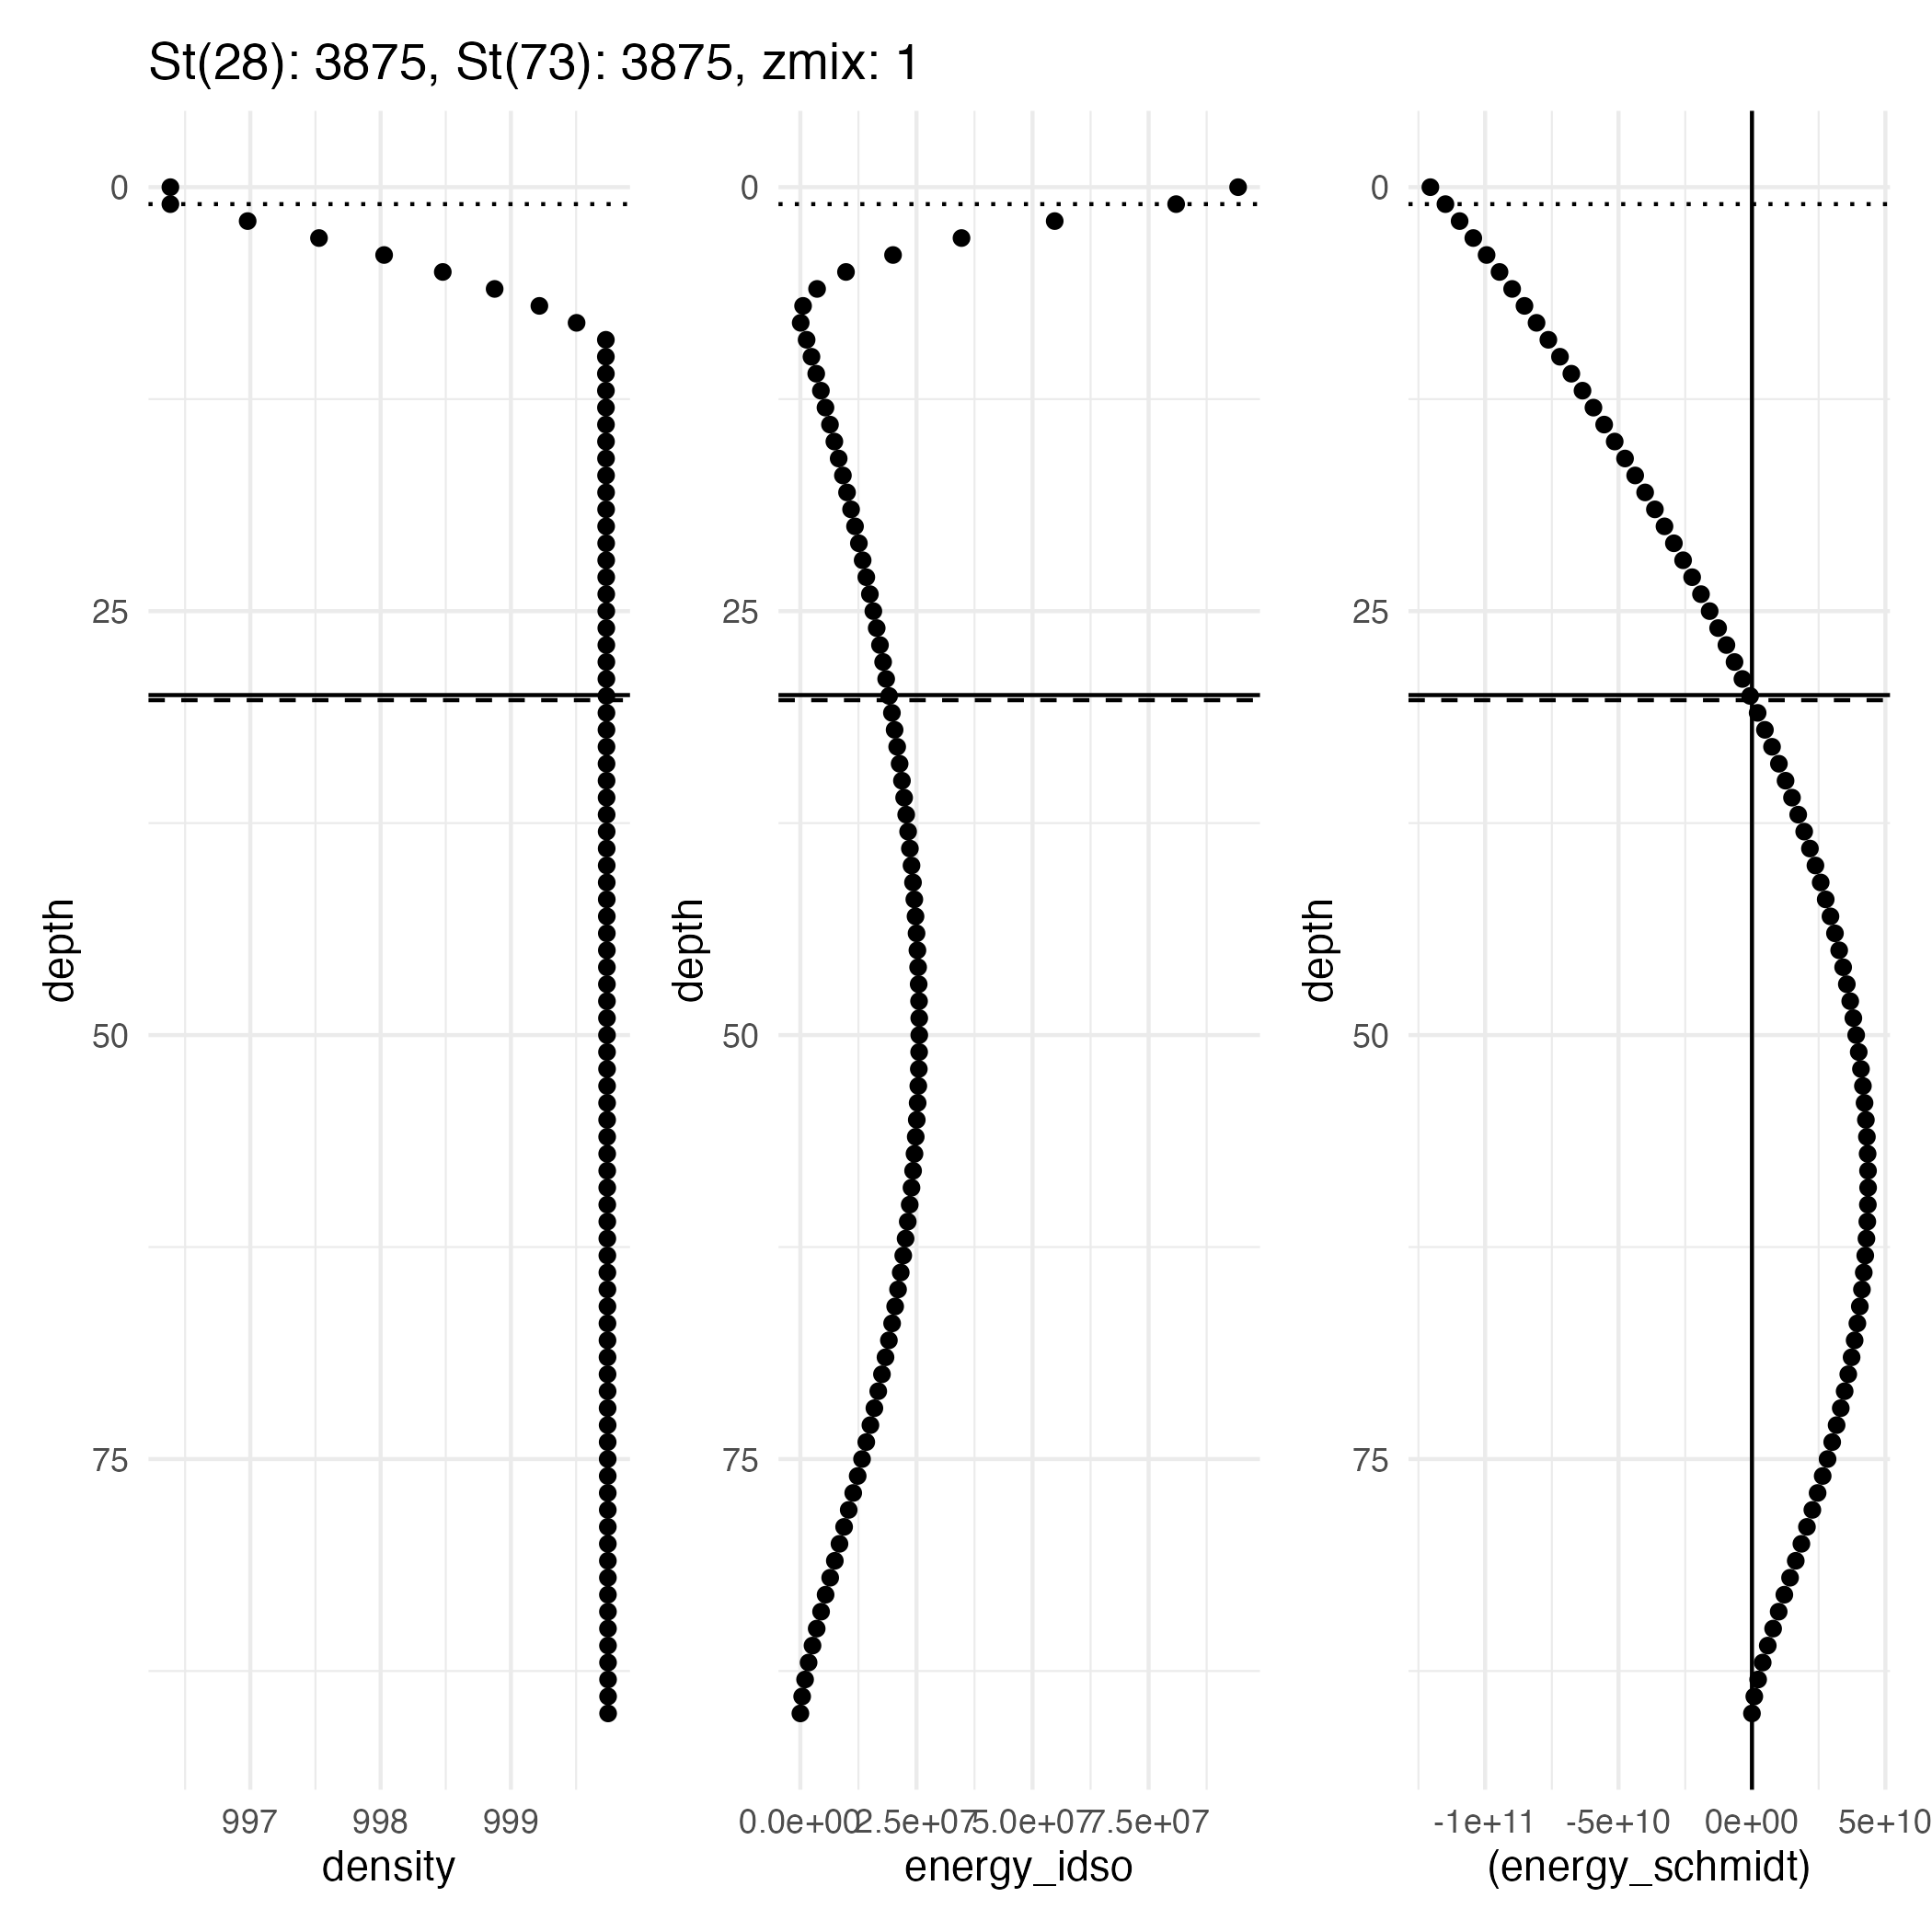 St(28): 3875, St(73): 3875, zmix: 1
0
25
50
75
depth
997 998 999
density
0
25
50
75
depth
0.0e+00 2.5e+07 5.0e+07 7.5e+07
energy_idso
0
25
50
75
depth
-1e+11 -5e+10 0e+00 5e+10
(energy_schmidt)